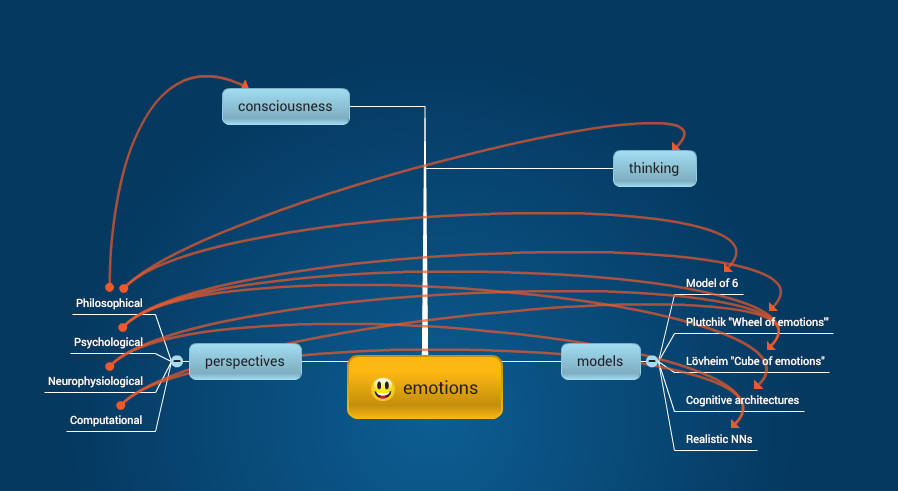 consciousness
thinking
Philosophical
Psychological
Neurophysiological
Computational
perspectives
emotions
models
Model of 6
Plutchik "Wheel of emotions"
Lövheim "Cube of emotions"
Cognitive architectures
Realistic NNs